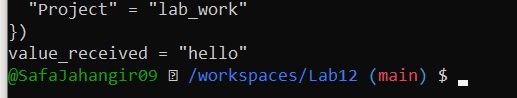 "Project" = "lab_work"
})
value_received = "hello"
@SafaJahangir09 /workspaces/Lab12 (main) $